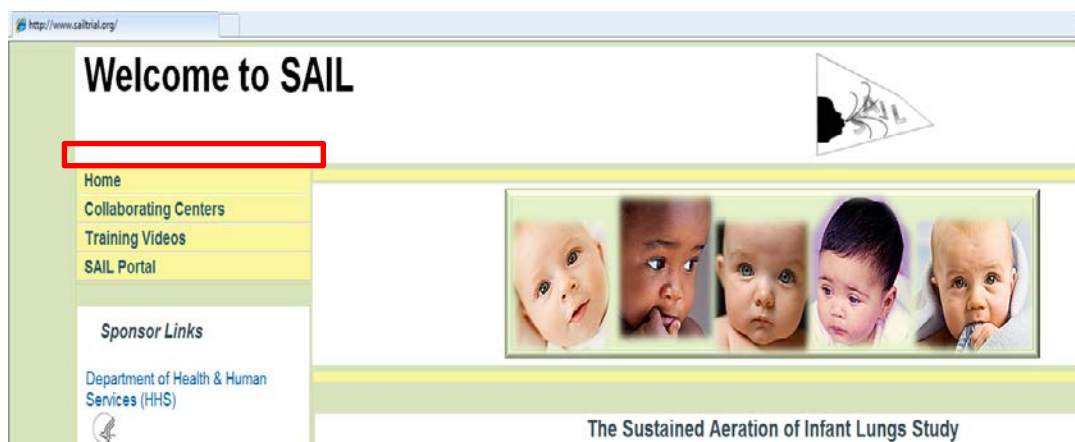 http://www.sailtrial.org/
Welcome to SAIL
SAIL
Home
Collaborating Centers
Training Videos
SAIL Portal
Sponsor Links
Department of Health & Human
Services (HHS)
The Sustained Aeration of Infant Lungs Study